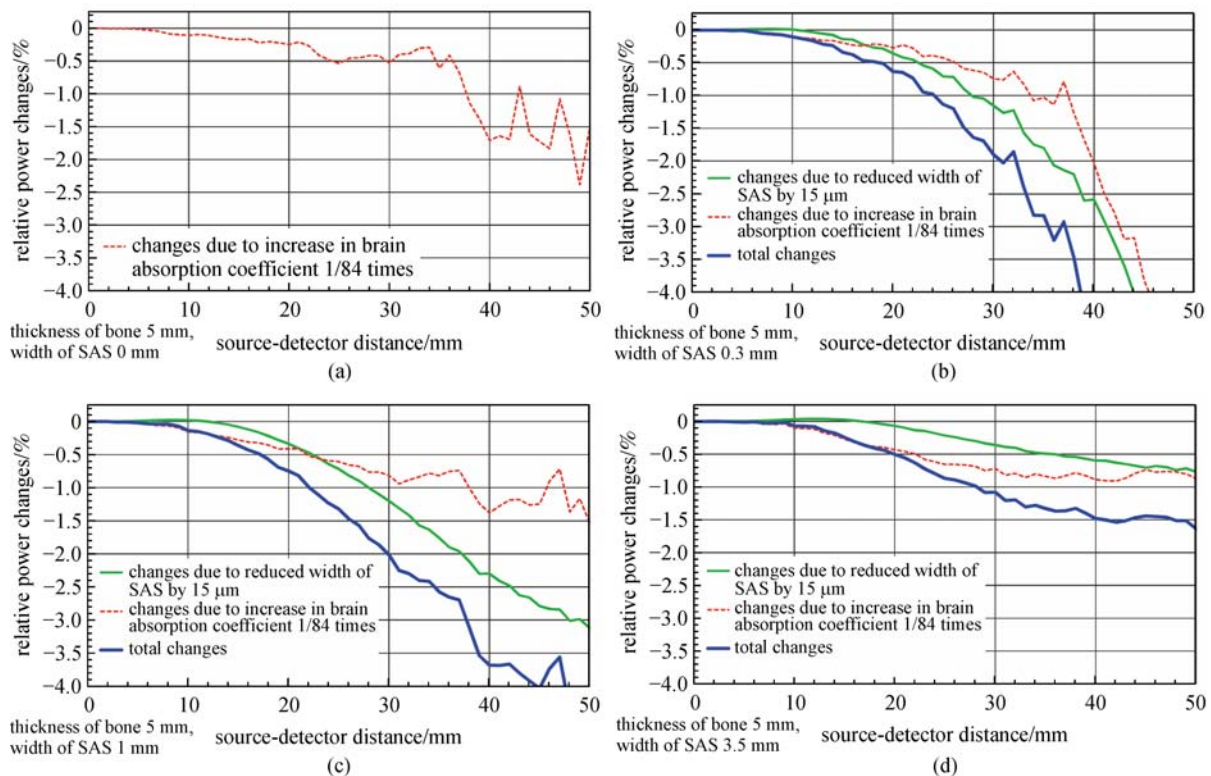 0
−0.5
−1.0
−1.5
−2.0
−2.5
−3.0
−3.5
−4.0
relative power changes/%
changes due to increase in brain
absorption coefficient 1/84 times
0 10 20 30 40 50
thickness of bone 5 mm,
width of SAS 0 mm
source-detector distance/mm
(a)
0
−0.5
−1.0
−1.5
−2.0
−2.5
−3.0
−3.5
−4.0
relative power changes/%
changes due to reduced width of
SAS by 15 μm
changes due to increase in brain
absorption coefficient 1/84 times
total changes
0 10 20 30 40 50
thickness of bone 5 mm,
width of SAS 0.3 mm
source-detector distance/mm
(b)
0
−0.5
−1.0
−1.5
−2.0
−2.5
−3.0
−3.5
−4.0
relative power changes/%
changes due to reduced width of
SAS by 15 μm
changes due to increase in brain
absorption coefficient 1/84 times
total changes
0 10 20 30 40 50
thickness of bone 5 mm,
width of SAS 1 mm
source-detector distance/mm
(c)
0
−0.5
−1.0
−1.5
−2.0
−2.5
−3.0
−3.5
−4.0
relative power changes/%
changes due to reduced width of
SAS by 15 μm
changes due to increase in brain
absorption coefficient 1/84 times
total changes
0 10 20 30 40 50
thickness of bone 5 mm,
width of SAS 3.5 mm
source-detector distance/mm
(d)